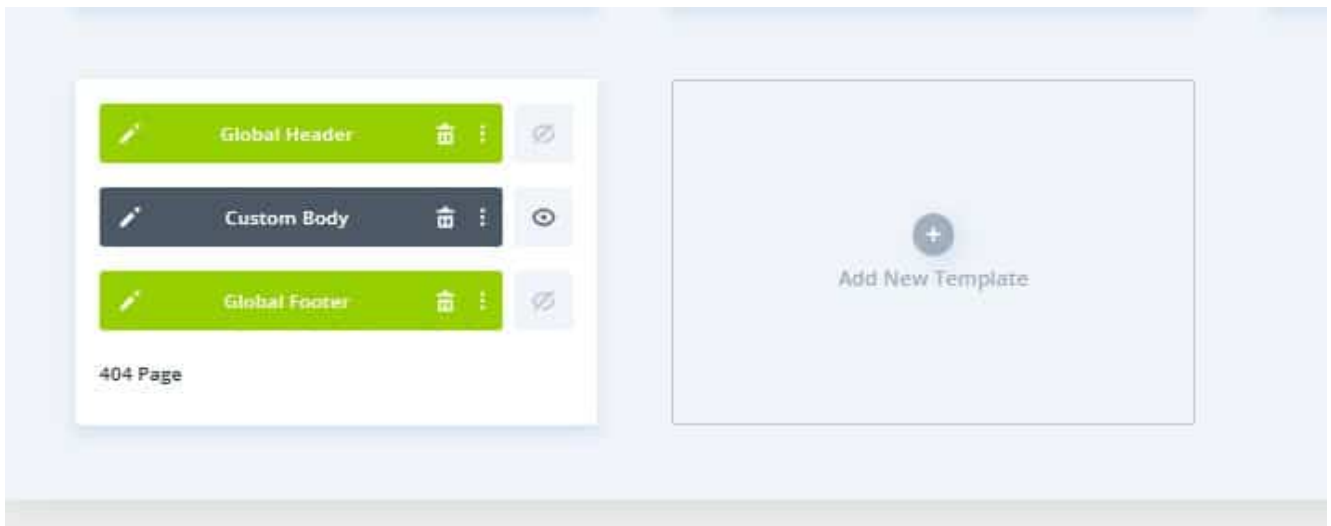 Global Header
Custom Body
Global Footer
404 Page
Add New Template